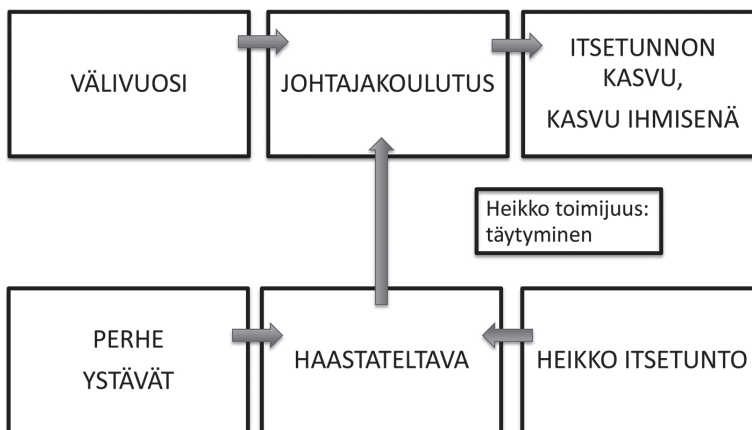 VÄLIVUOSI
JOHTAJAKOULUTUS
ITSETUNNON
KASVU,
KASVU IHMISENÄ
Heikko toimijuus:
täytyminen
PERHE
YSTÄVÄT
HAASTATELTAVA
HEIKKO ITSETUNTO